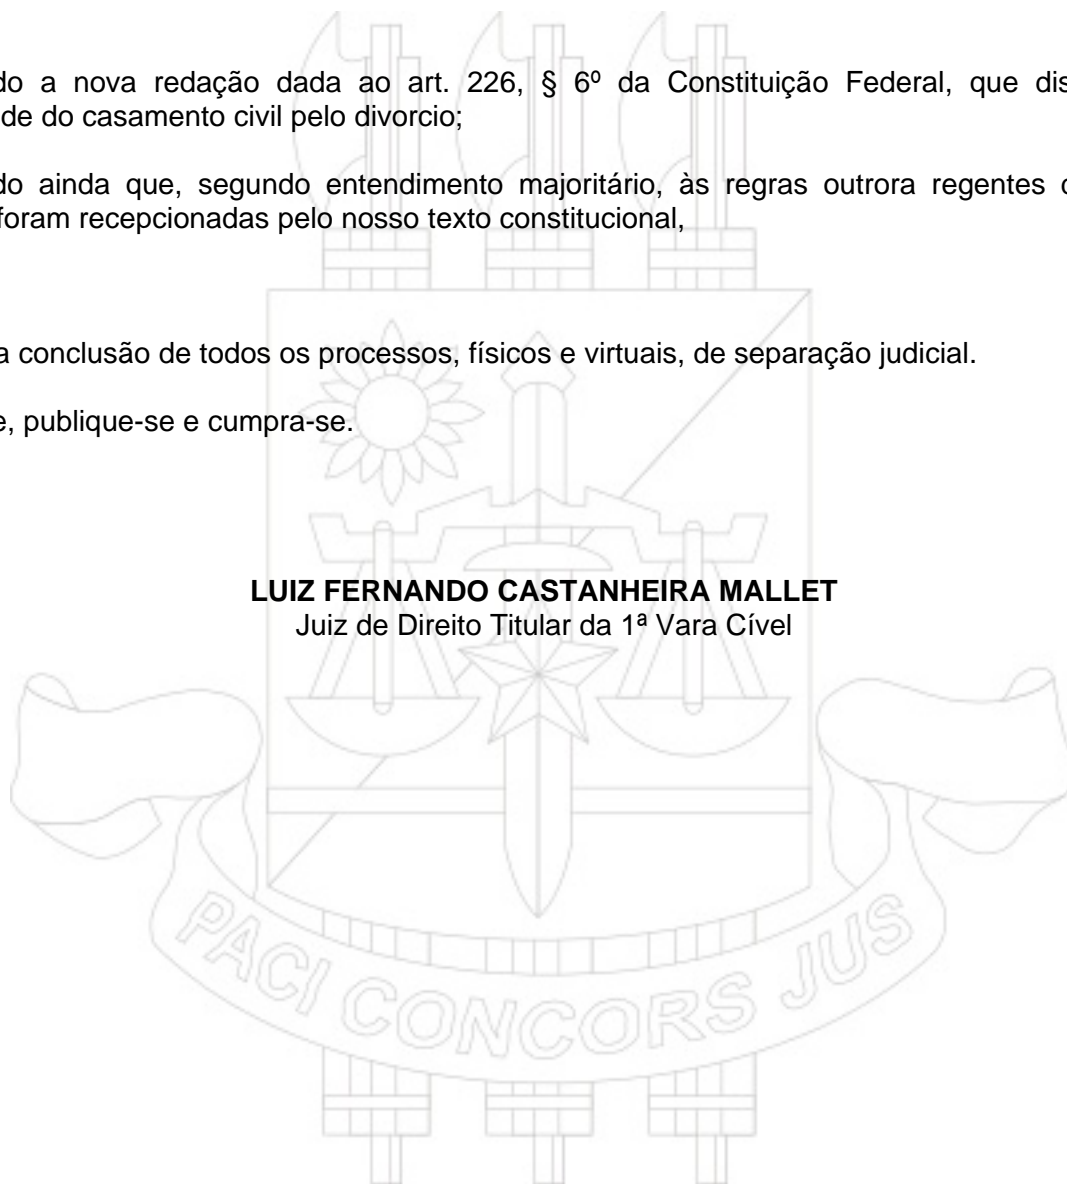 do a nova redação dada ao art. 226, § 6º da Constituição Federal, que dis
de do casamento civil pelo divorcio;
do ainda que, segundo entendimento majoritário, às regras outrora regentes
foram recepcionadas pelo nosso texto constitucional,
a conclusão de todos os processos, físicos e virtuais, de separação judicial.
e, publique-se e cumpra-se.
LUIZ FERNANDO CASTANHEIRA MALLET
Juiz de Direito Titular da 1ª Vara Cível
PACI CONCORS JUS